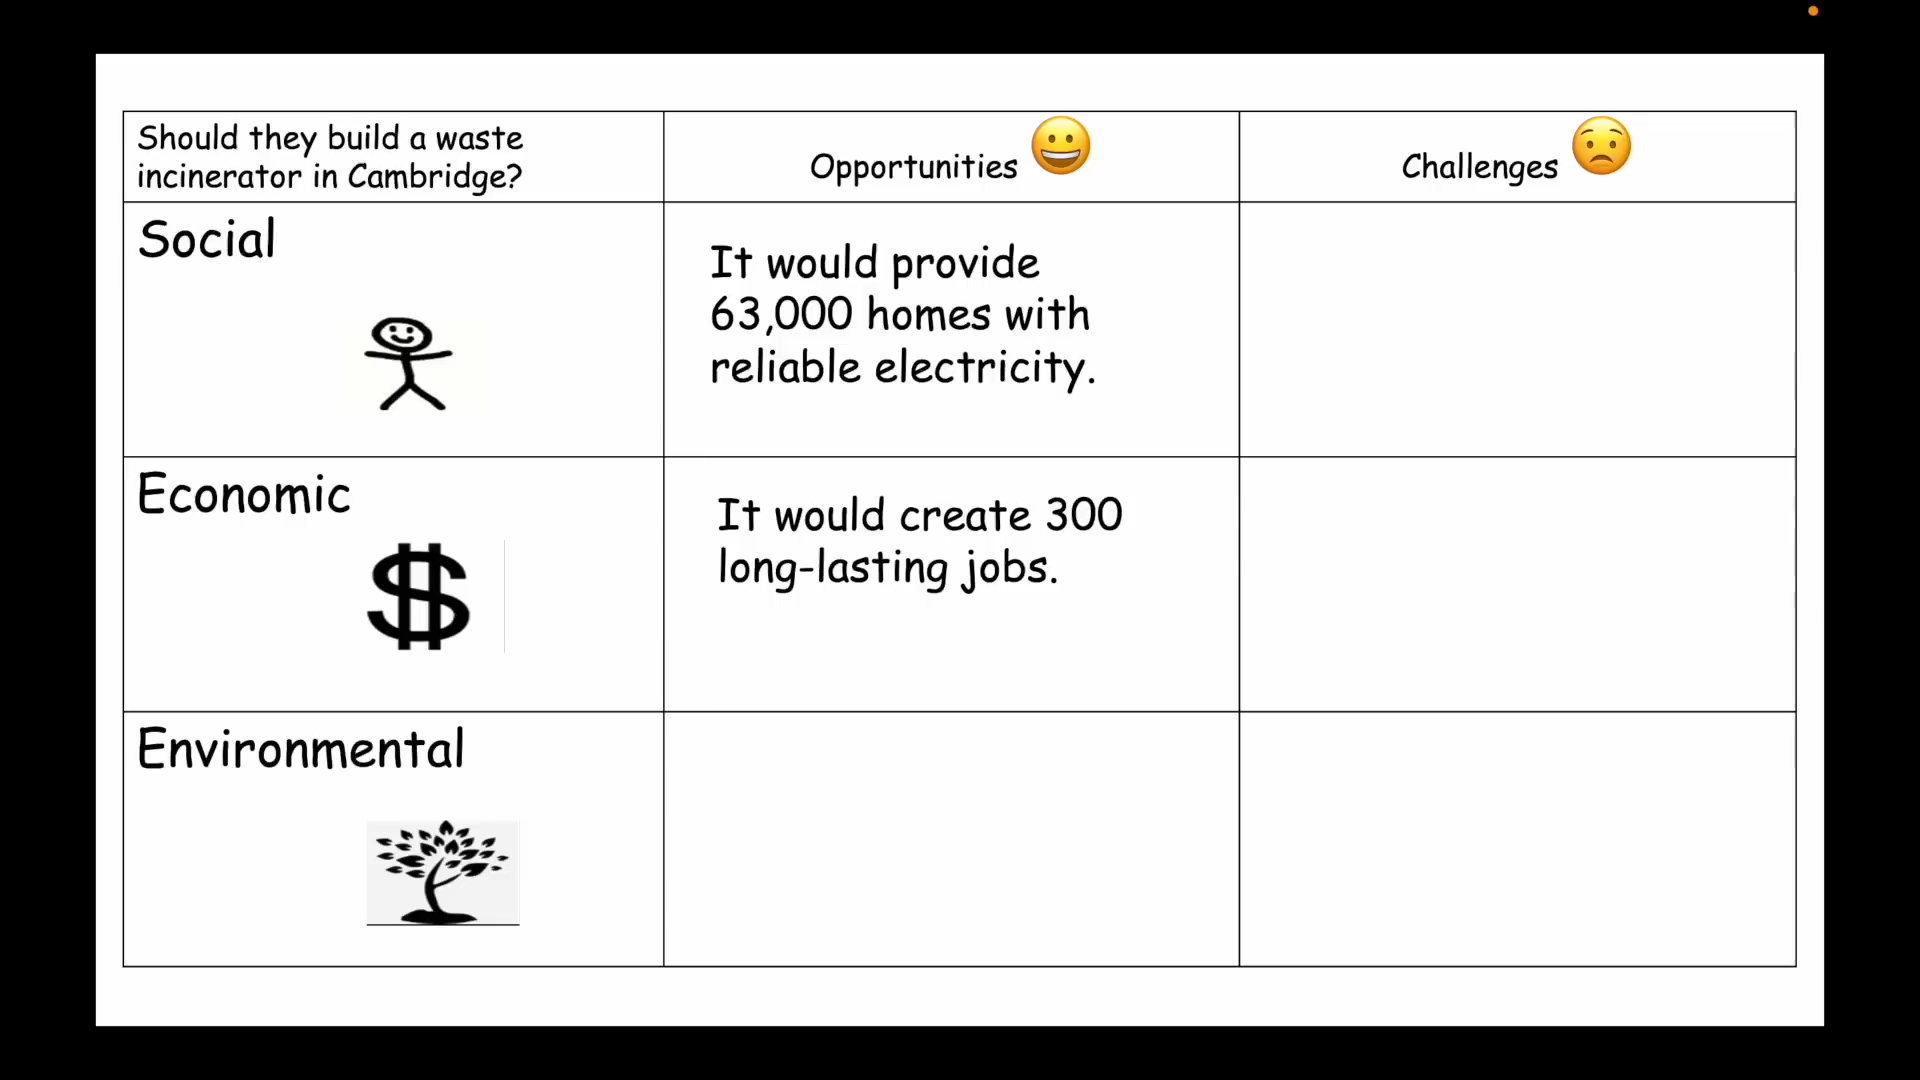 Should they build a waste
incinerator in Cambridge?
Opportunities
Challenges
Social
It would provide
63,000 homes with
reliable electricity.
Economic
It would create 300
long-lasting jobs.
Environmental